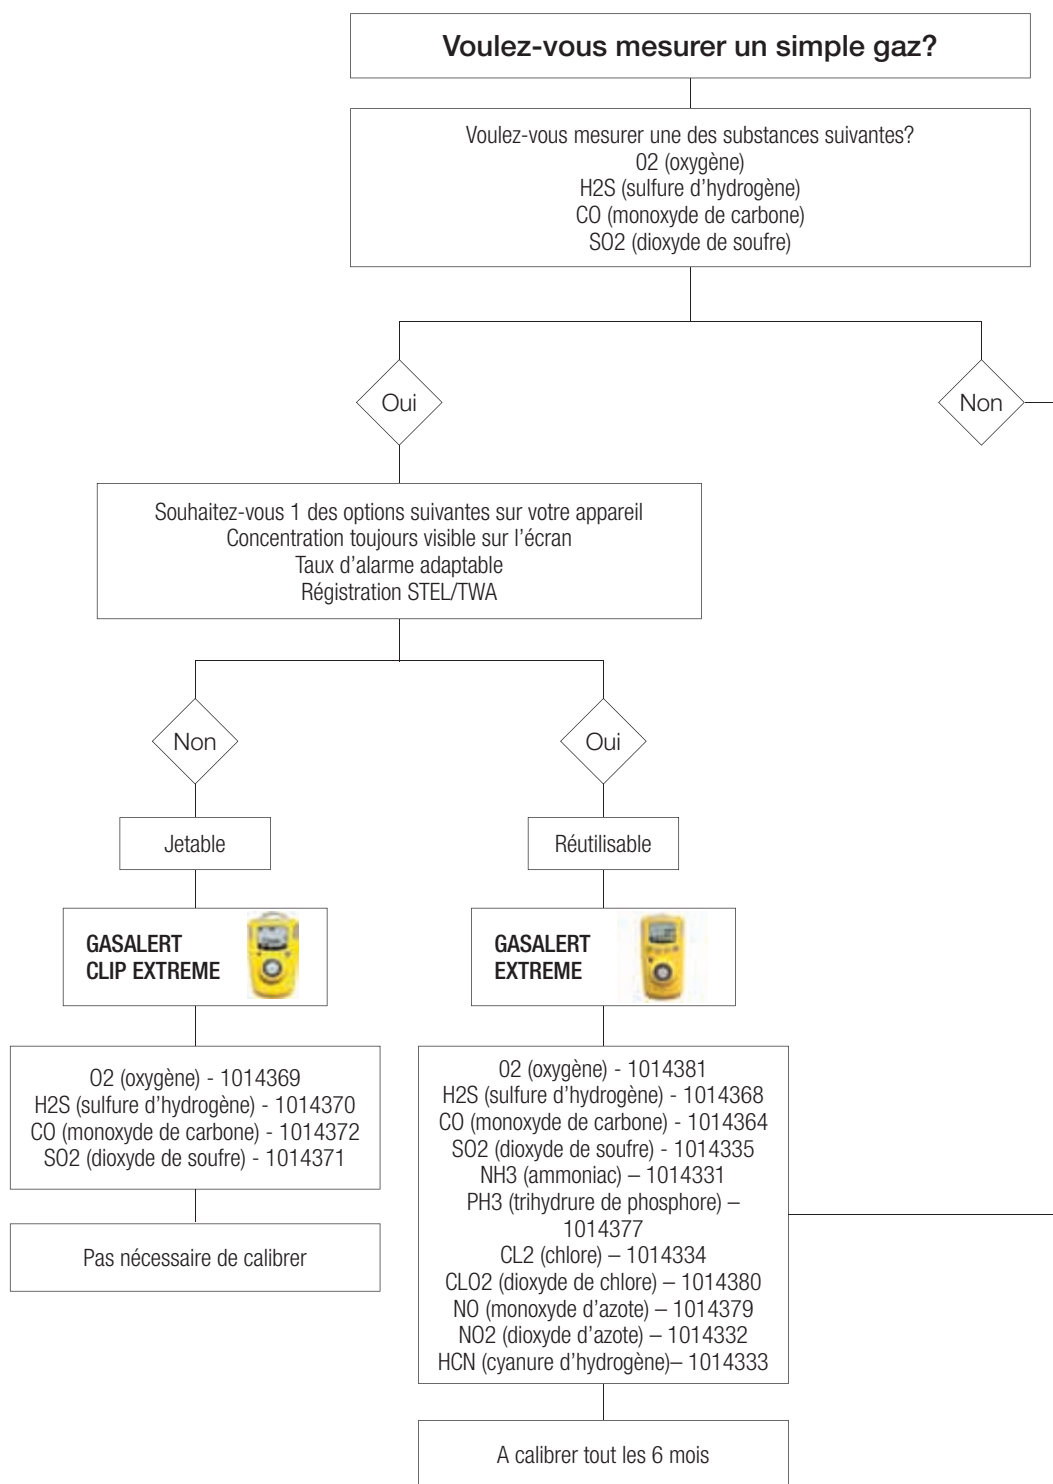 Voulez-vous mesurer un simple gaz?
Voulez-vous mesurer une des substances suivantes?
O2 (oxygène)
H2S (sulfure d'hydrogène)
CO (monoxyde de carbone)
SO2 (dioxyde de soufre)
Oui
Non
Souhaitez-vous 1 des options suivantes sur votre appareil
Concentration toujours visible sur l'écran
Taux d'alarme adaptable
Régistration STEL/TWA
Non
Oui
Jetable
Réutilisable
GASALERT
CLIP EXTREME
GASALERT
EXTREME
O2 (oxygène) - 1014369
H2S (sulfure d'hydrogène) - 1014370
CO (monoxyde de carbone) - 1014372
SO2 (dioxyde de soufre) - 1014371
Pas nécessaire de calibrer
O2 (oxygène) - 1014381
H2S (sulfure d'hydrogène) - 1014368
CO (monoxyde de carbone) - 1014364
SO2 (dioxyde de soufre) - 1014335
NH3 (ammoniac) – 1014331
PH3 (trihydrure de phosphore) –
1014377
CL2 (chlore) – 1014334
CLO2 (dioxyde de chlore) – 1014380
NO (monoxyde d'azote) – 1014379
NO2 (dioxyde d'azote) – 1014332
HCN (cyanure d'hydrogène)– 1014333
A calibrer tout les 6 mois